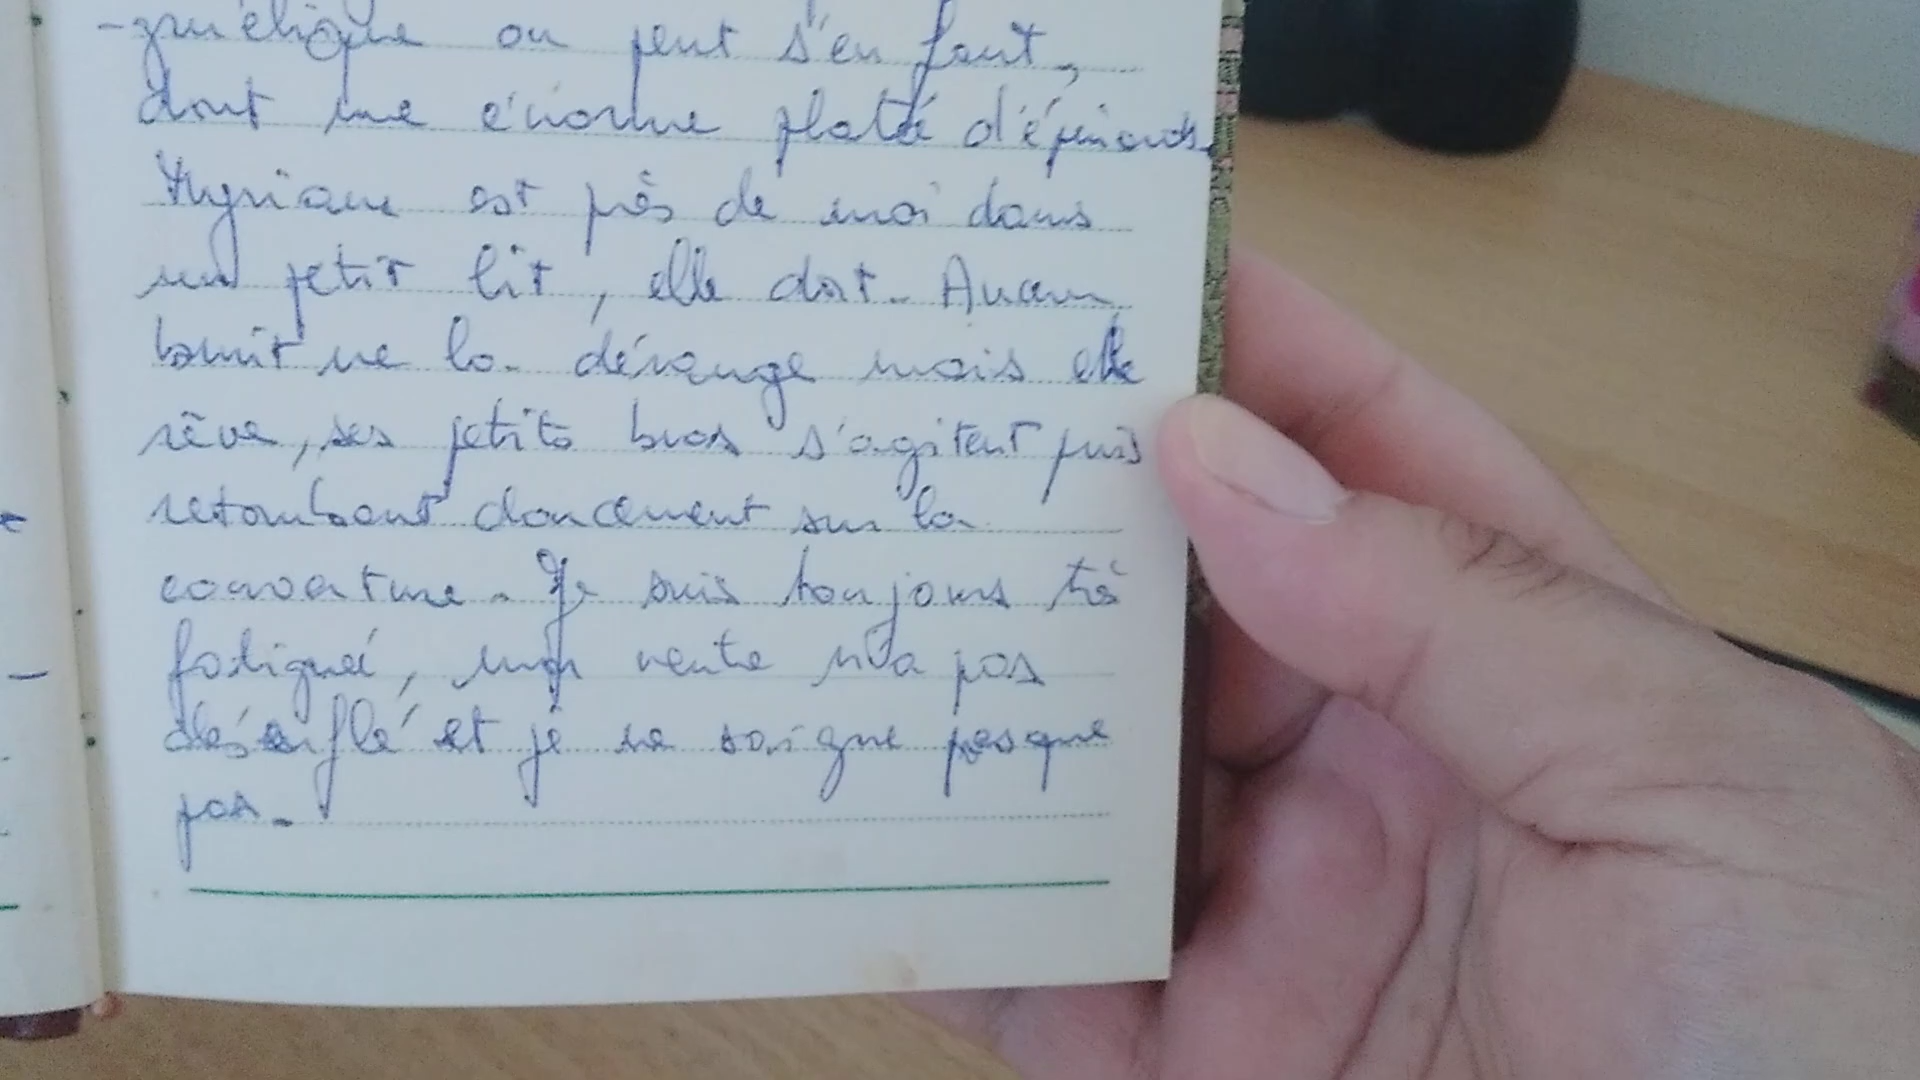 ou peut s'en faut,
dont une énorme platé d'épinards.
Myriam est près de moi dans
un petit lit, elle dort. Aucun
bruit ne la dérange mais elle
rêve, ses petits bras s'agitent puis
retombent doucement sur la
couverture. Je suis toujours très
fatiguée, mon ventre n'a pas
désenflé et je ne soigne presque
pas.